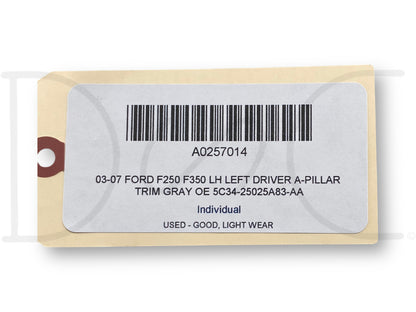 A0257014
03-07 FORD F250 F350 LH LEFT DRIVER A-PILLAR
TRIM GRAY OE 5C34-25025A83-AA
Individual
USED - GOOD, LIGHT WEAR